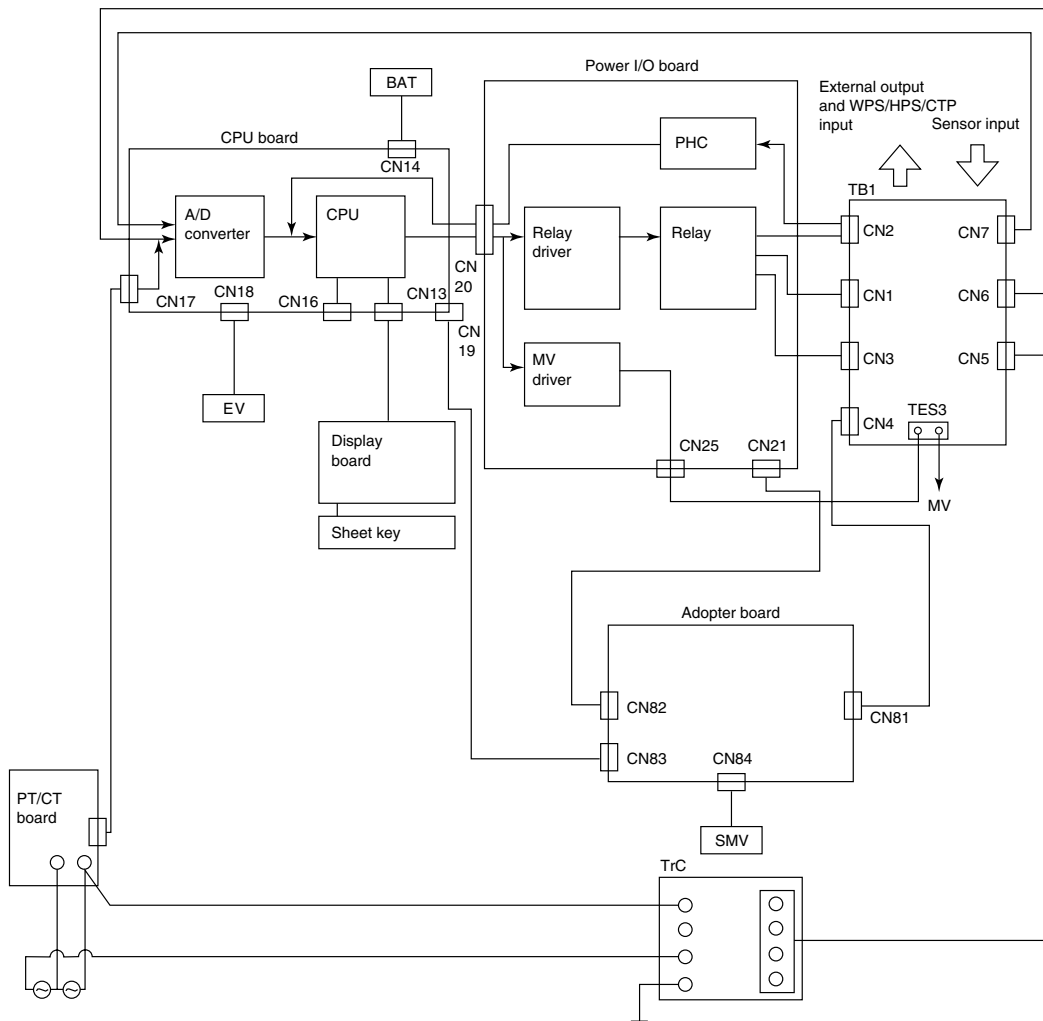 Power I/O board
External output
and WPS/HPS/CTP
input
Sensor input
BAT
CPU board
CN14
PHC
TB1
A/D
converter
CPU
Relay
driver
Relay
CN2
CN7
CN
20
CN17
CN18
CN16
CN13
CN
19
CN1
CN6
CN3
CN5
MV
driver
EV
CN4
TES3
Display
board
CN25
CN21
MV
Sheet key
Adopter board
CN82
CN81
CN83
CN84
PT/CT
board
SMV
TrC